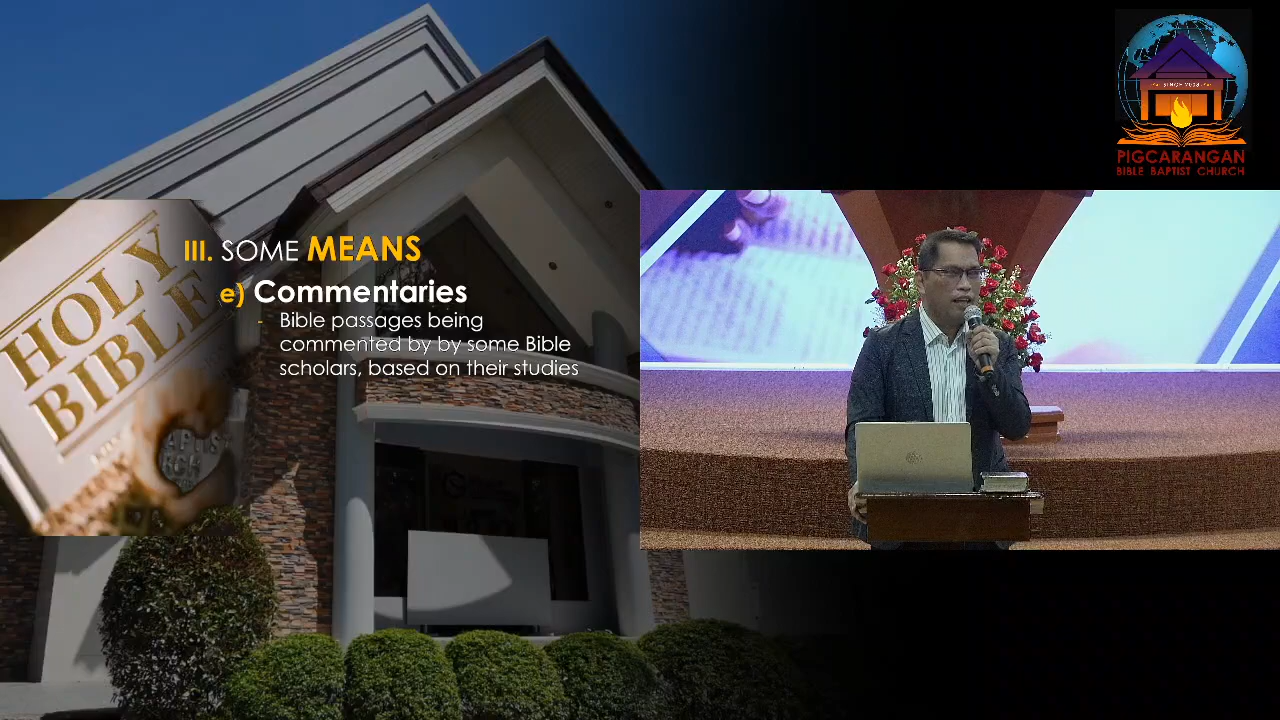 III. SOME MEANS
e) Commentaries
- Bible passages being
commented by by some Bible
scholars, based on their studies
HOLY
BIBLE
PIGCARANGAN
BIBLE BAPTIST CHURCH